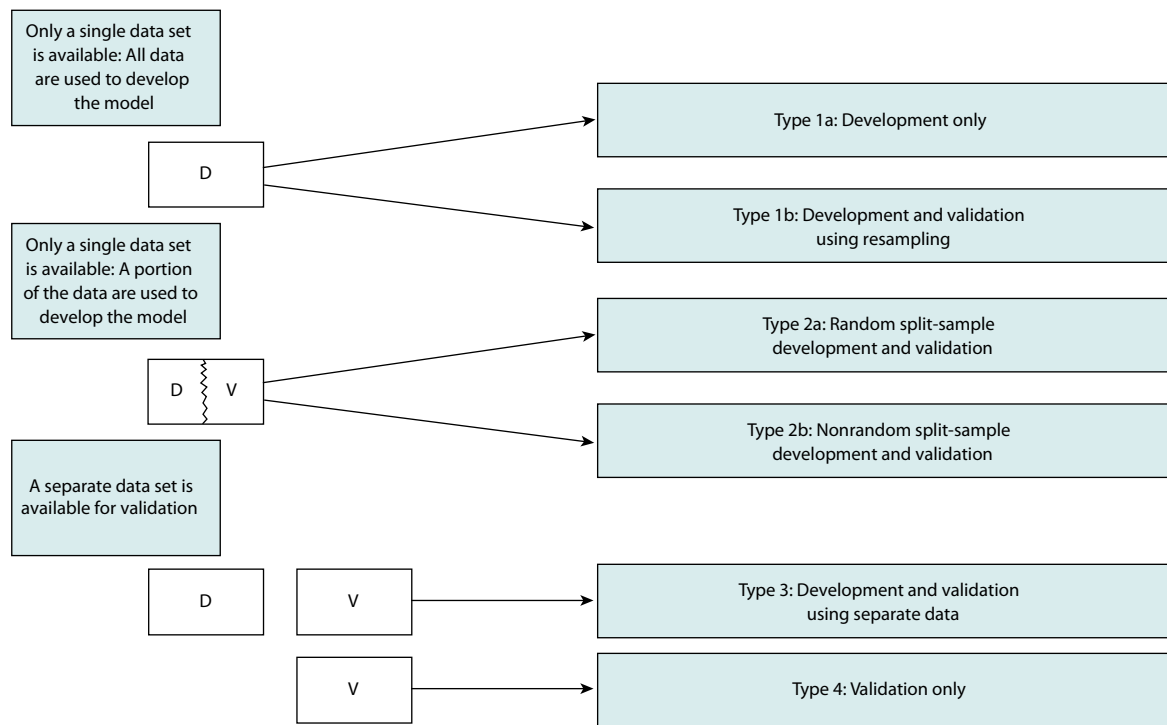 Only a single data set
is available: All data
are used to develop
the model
Type 1a: Development only
D
Type 1b: Development and validation
using resampling
Only a single data set
is available: A portion
of the data are used to
develop the model
Type 2a: Random split-sample
development and validation
D V
Type 2b: Nonrandom split-sample
development and validation
A separate data set is
available for validation
D
V
Type 3: Development and validation
using separate data
V
Type 4: Validation only